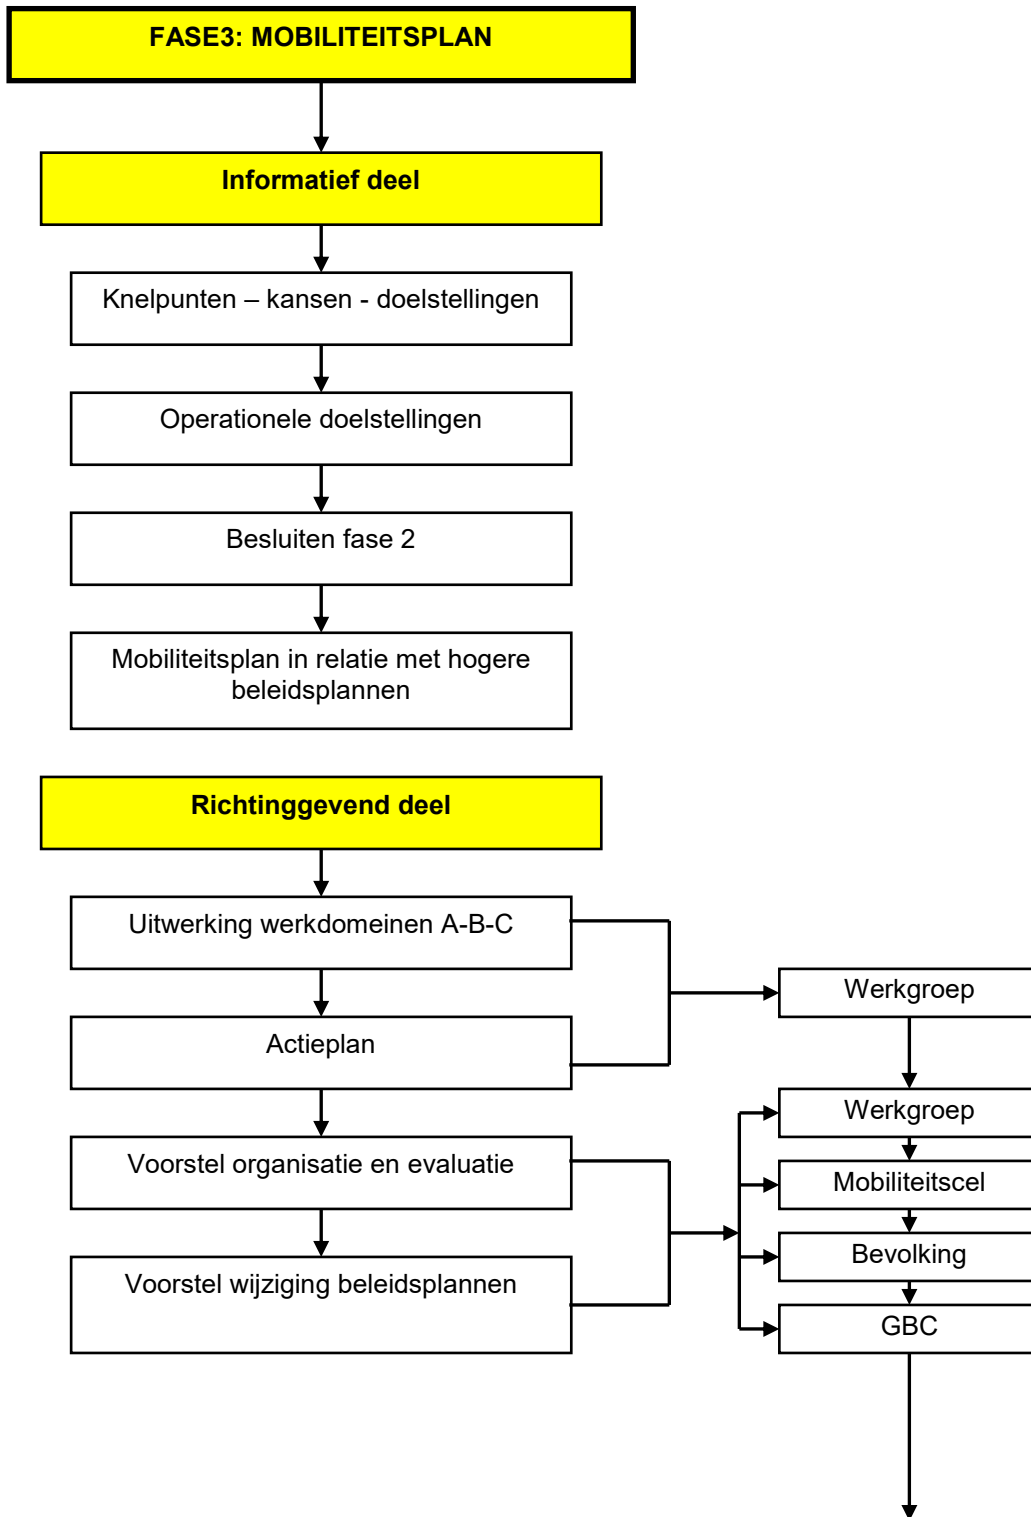 FASE3: MOBILITEITSPLAN
Informatief deel
Knelpunten – kansen - doelstellingen
Operationele doelstellingen
Besluiten fase 2
Mobiliteitsplan in relatie met hogere
beleidsplannen
Richtinggevend deel
Uitwerking werkdomeinen A-B-C
Actieplan
Voorstel organisatie en evaluatie
Voorstel wijziging beleidsplannen
Werkgroep
Werkgroep
Mobiliteitscel
Bevolking
GBC